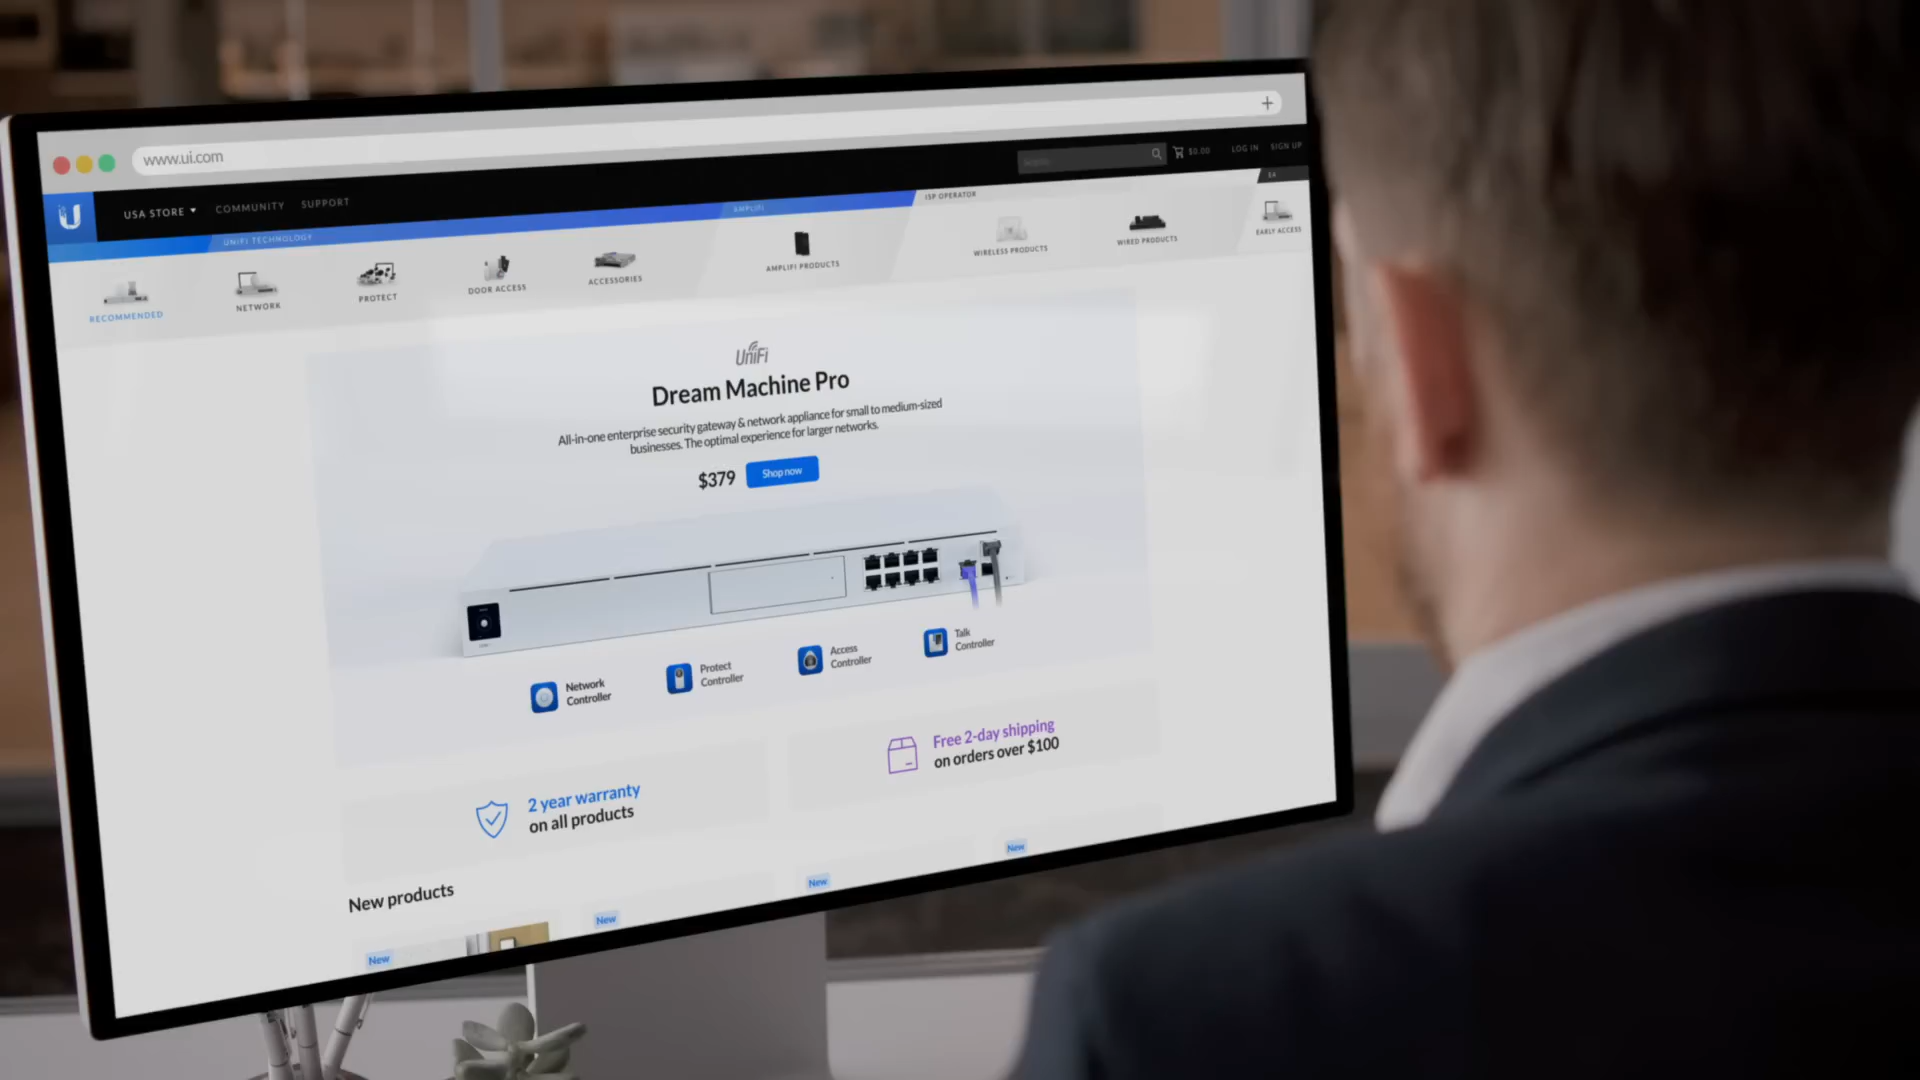 www.ui.com
+
$0.00
LOG IN
SIGN UP
U
USA STORE
COMMUNITY
SUPPORT
UNIFI TECHNOLOGY
AMPLIFI
ISP OPERATOR
EA
RECOMMENDED
NETWORK
PROTECT
DOOR ACCESS
ACCESSORIES
AMPLIFI PRODUCTS
WIRELESS PRODUCTS
WIRED PRODUCTS
EARLY ACCESS
UniFi
Dream Machine Pro
All-in-one enterprise security gateway & network appliance for small to medium-sized
businesses. The optimal experience for larger networks.
$379
Shop now
Network
Controller
Protect
Controller
Access
Controller
Talk
Controller
2 year warranty
on all products
Free 2-day shipping
on orders over $100
New products
New
New
New
New